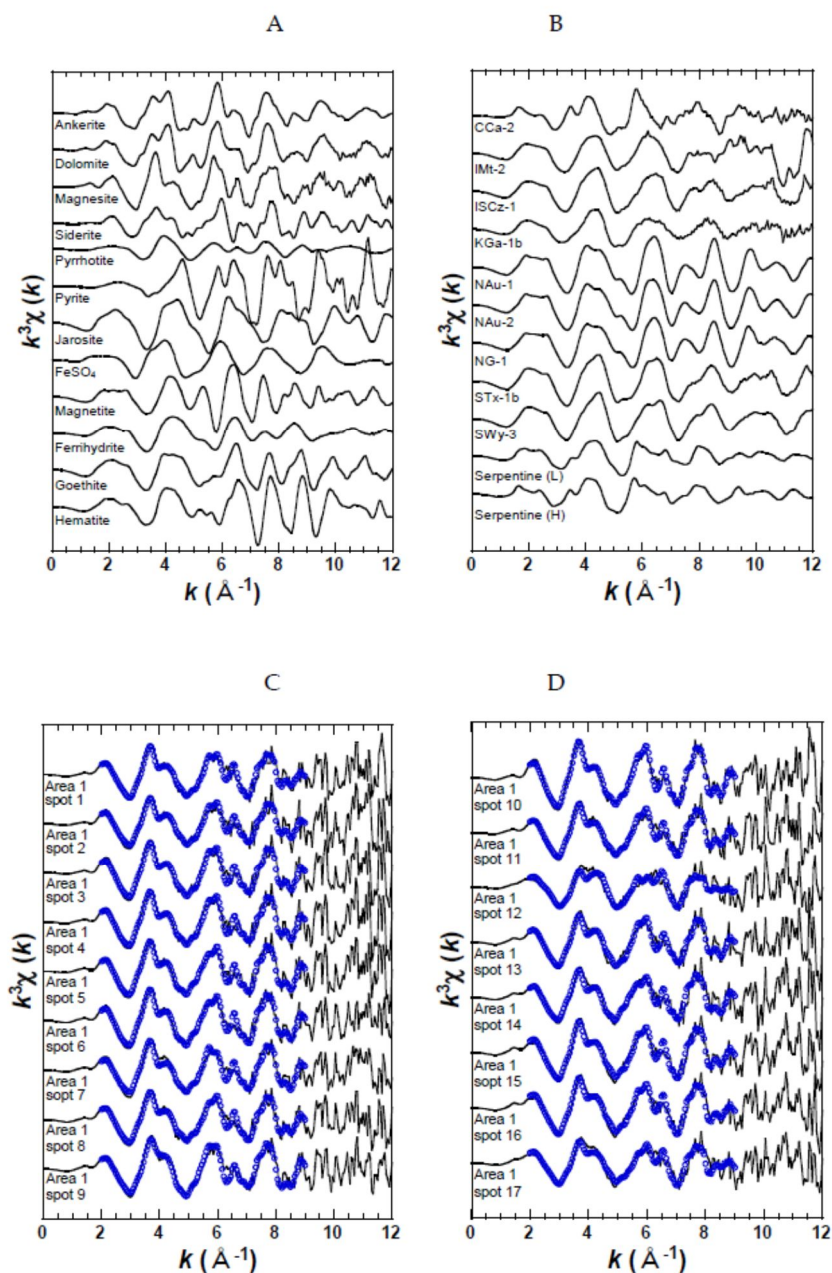 A
B
k³χ (k)
Ankerite
Dolomite
Magnesite
Siderite
Pyrrhotite
Pyrite
Jarosite
FeSO₄
Magnetite
Ferrihydrite
Goethite
Hematite
0 2 4 6 8 10 12
k ( Å⁻¹)
k³χ (k)
CCa-2
IMt-2
ISCz-1
KGa-1b
NAu-1
NAu-2
NG-1
STx-1b
SWy-3
Serpentine (L)
Serpentine (H)
0 2 4 6 8 10 12
k ( Å⁻¹)
C
D
k³χ (k)
Area 1
spot 1
Area 1
spot 2
Area 1
spot 3
Area 1
spot 4
Area 1
spot 5
Area 1
spot 6
Area 1
sopt 7
Area 1
spot 8
Area 1
spot 9
0 2 4 6 8 10 12
k ( Å⁻¹)
k³χ (k)
Area 1
spot 10
Area 1
spot 11
Area 1
spot 12
Area 1
spot 13
Area 1
spot 14
Area 1
sopt 15
Area 1
spot 16
Area 1
spot 17
0 2 4 6 8 10 12
k ( Å⁻¹)